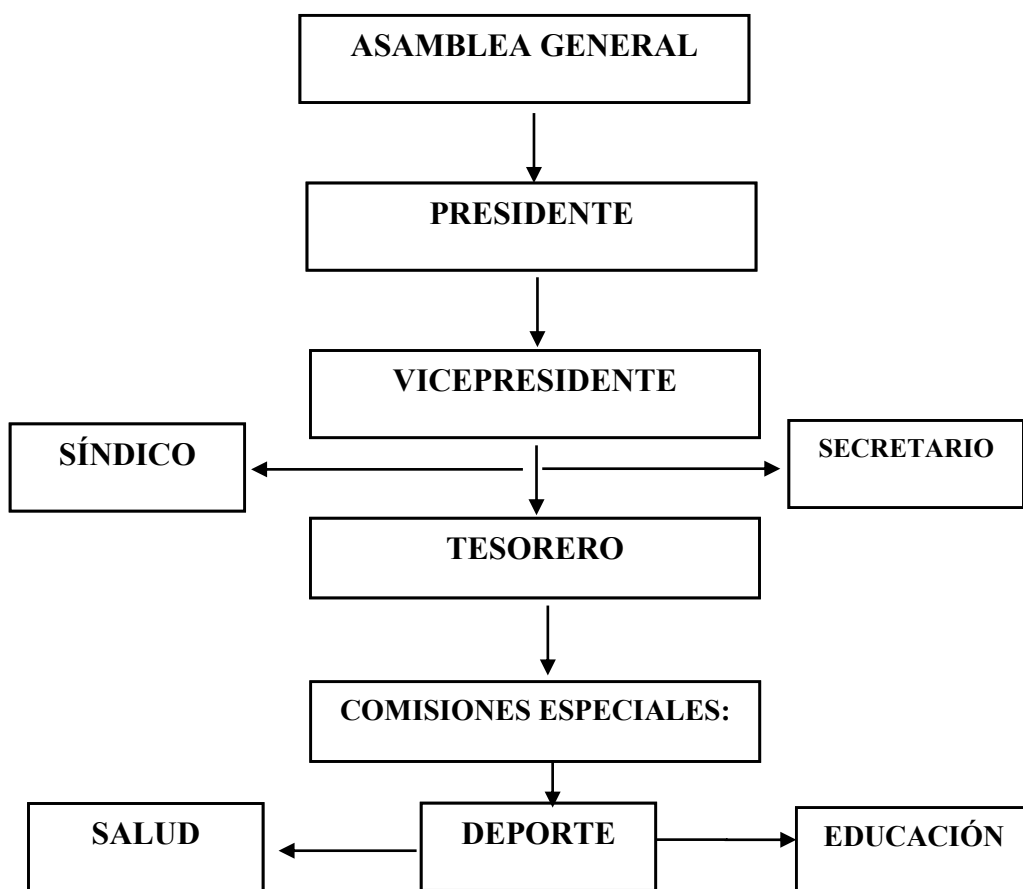 ASAMBLEA GENERAL
PRESIDENTE
VICEPRESIDENTE
SÍNDICO
SECRETARIO
TESORERO
COMISIONES ESPECIALES:
SALUD
DEPORTE
EDUCACIÓN